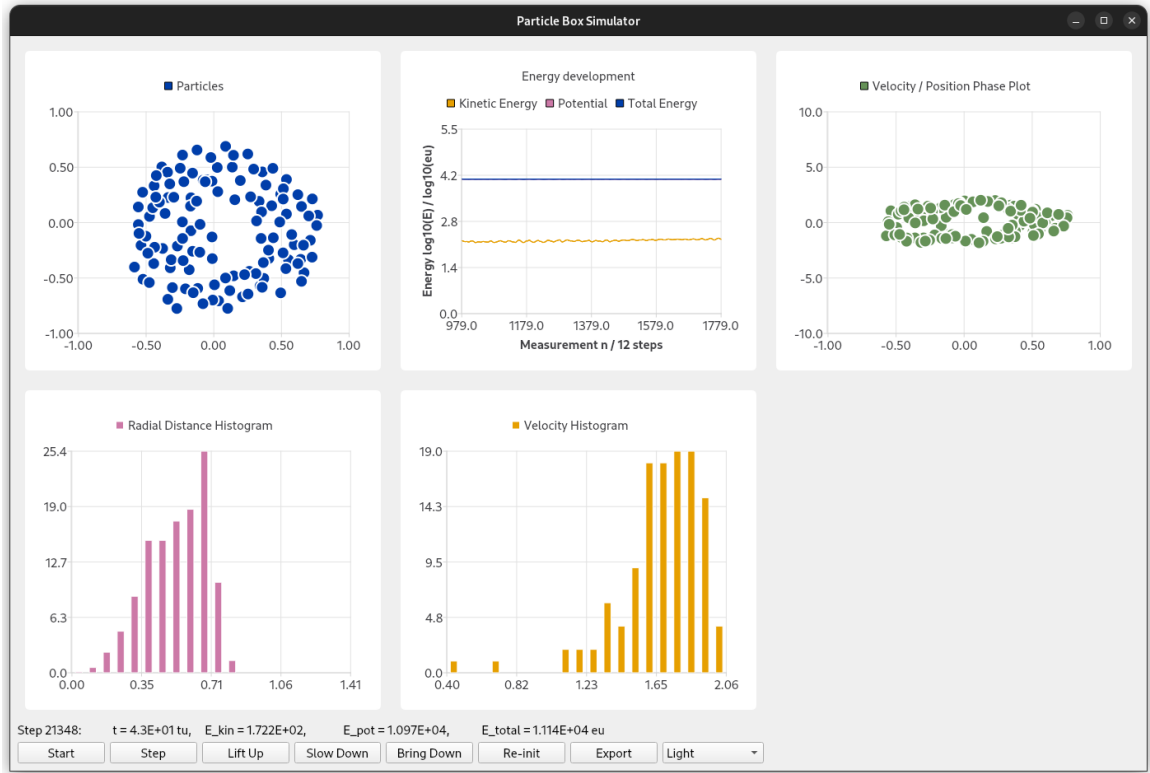 Particle Box Simulator
Particles
1.00
0.50
0.00
-0.50
-1.00
-1.00 -0.50 0.00 0.50 1.00
Energy development
Kinetic Energy Potential Total Energy
Energy log10(E) / log10(eu)
5.5
4.2
2.8
1.4
0.0
979.0 1179.0 1379.0 1579.0 1779.0
Measurement n / 12 steps
Velocity / Position Phase Plot
10.0
5.0
0.0
-5.0
-10.0
-1.00 -0.50 0.00 0.50 1.00
Radial Distance Histogram
25.4
19.0
12.7
6.3
0.0
0.00 0.35 0.71 1.06 1.41
Velocity Histogram
19.0
14.3
9.5
4.8
0.0
0.40 0.82 1.23 1.65 2.06
Step 21348: t = 4.3E+01 tu, E_kin = 1.722E+02, E_pot = 1.097E+04, E_total = 1.114E+04 eu
Start Step Lift Up Slow Down Bring Down Re-init Export Light